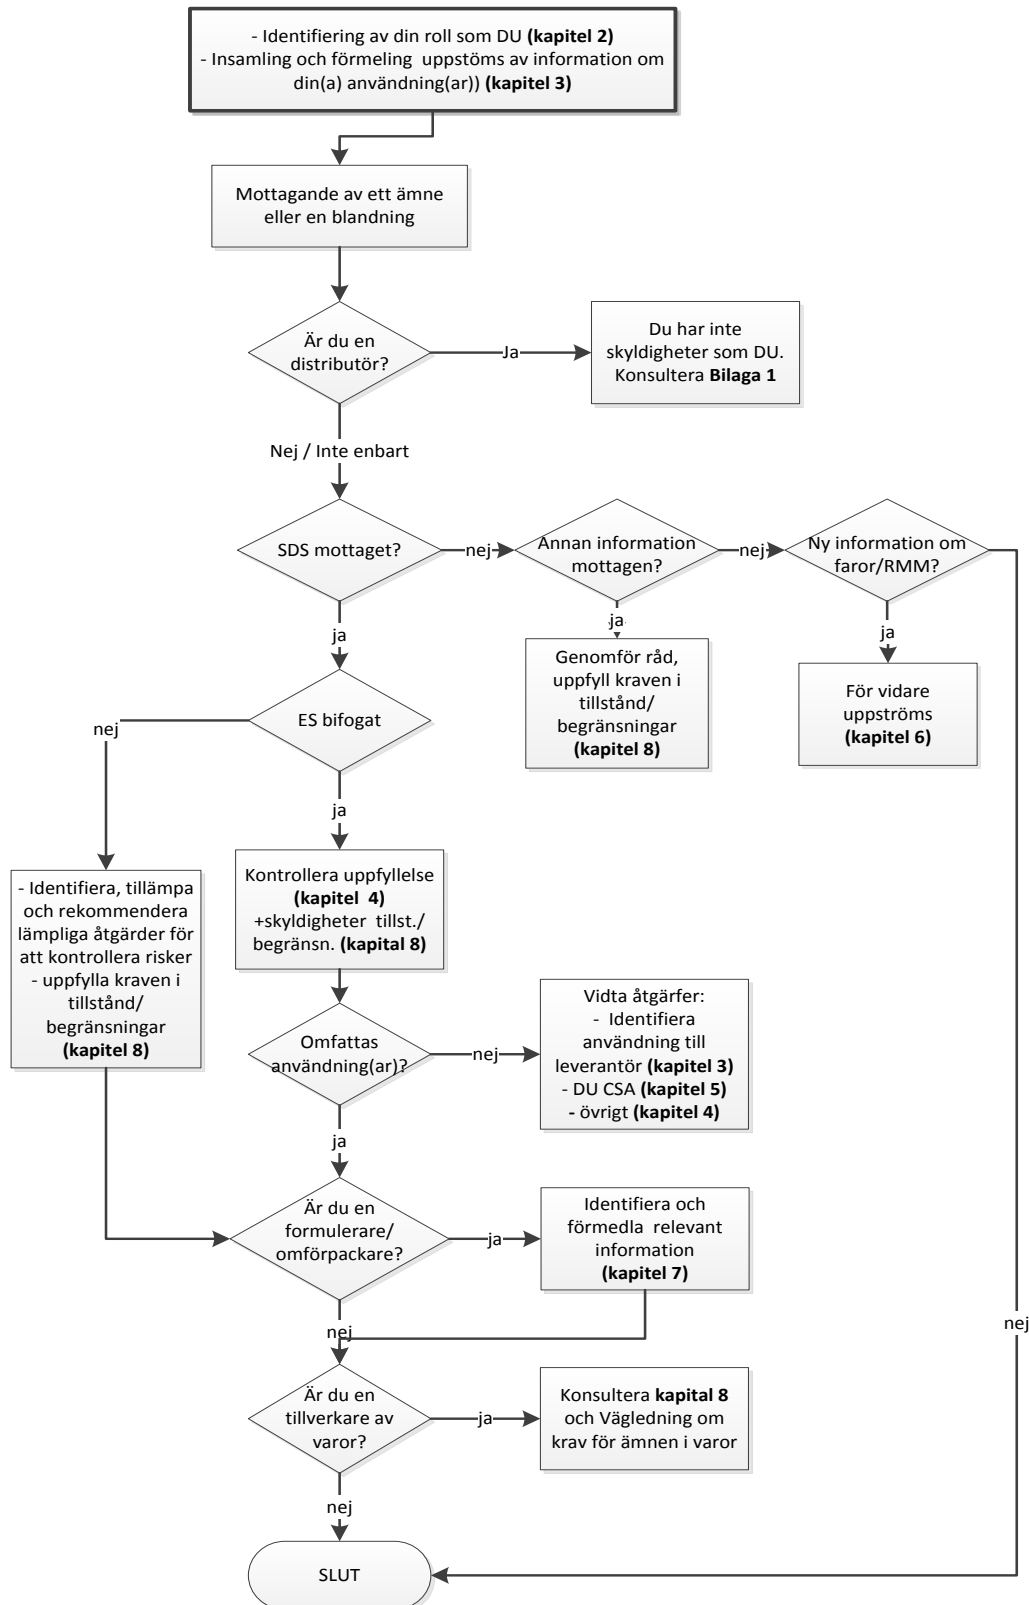 - Identifiering av din roll som DU (kapitel 2)
- Insamling och förmeling uppstöms av information om
din(a) användning(ar)) (kapitel 3)
Mottagande av ett ämne
eller en blandning
Är du en
distributör?
Ja
Du har inte
skyldigheter som DU.
Konsultera Bilaga 1
Nej / Inte enbart
SDS mottaget?
nej
Annan information
mottagen?
nej
Ny information om
faror/RMM?
ja
ja
ja
Genomför råd,
uppfyll kraven i
tillstånd/
begränsningar
(kapitel 8)
För vidare
uppströms
(kapitel 6)
ES bifogat
nej
ja
- Identifiera, tillämpa
och rekommendera
lämpliga åtgärder för
att kontrollera risker
- uppfylla kraven i
tillstånd/
begränsningar
(kapitel 8)
Kontrollera uppfyllelse
(kapitel 4)
+skyldigheter tillst./
begränsn. (kapital 8)
Omfattas
användning(ar)?
nej
Vidta åtgärfer:
- Identifiera
användning till
leverantör (kapitel 3)
- DU CSA (kapitel 5)
- övrigt (kapitel 4)
ja
Är du en
formulerare/
omförpackare?
ja
Identifiera och
förmedla relevant
information
(kapitel 7)
nej
nej
Är du en
tillverkare av
varor?
ja
Konsultera kapital 8
och Vägledning om
krav för ämnen i varor
nej
SLUT